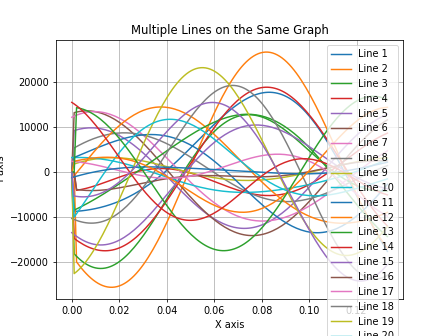 Multiple Lines on the Same Graph
20000
10000
0
−10000
−20000
0.00
0.02
0.04
0.06
0.08
0.10
X axis
Line 1
Line 2
Line 3
Line 4
Line 5
Line 6
Line 7
Line 8
Line 9
Line 10
Line 11
Line 12
Line 13
Line 14
Line 15
Line 16
Line 17
Line 18
Line 19
Line 20